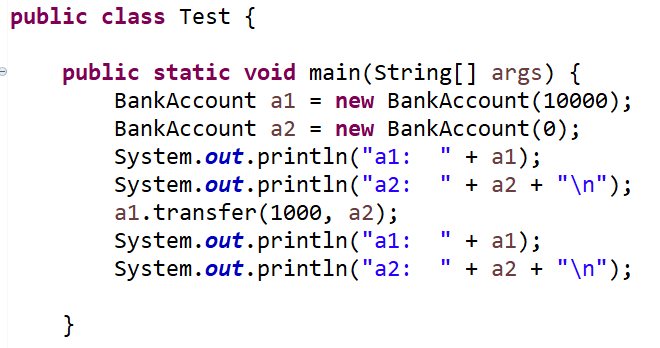 public class Test {
public static void main(String[] args) {
BankAccount a1 = new BankAccount(10000);
BankAccount a2 = new BankAccount(0);
System.out.println("a1:  " + a1);
System.out.println("a2:  " + a2 + "\n");
a1.transfer(1000, a2);
System.out.println("a1:  " + a1);
System.out.println("a2:  " + a2 + "\n");
}